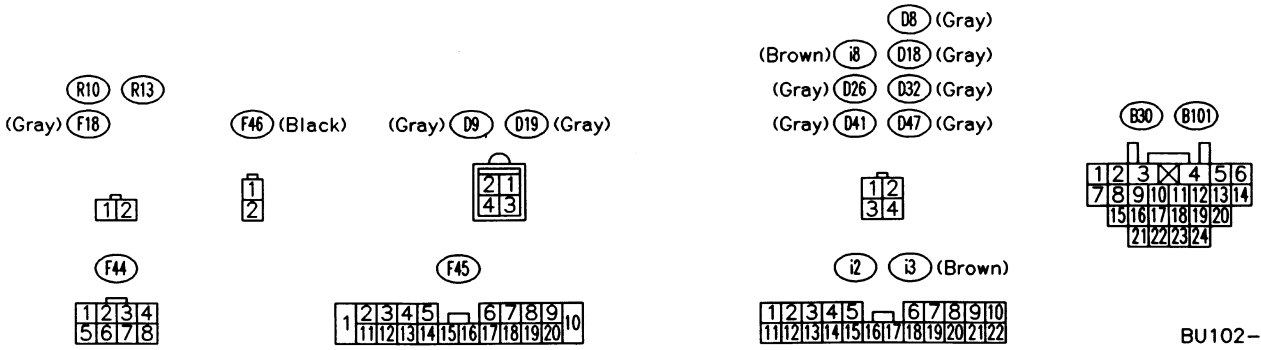 D8 (Gray)
(Brown) i8 D18 (Gray)
R10 R13 (Gray) D26 D32 (Gray)
(Gray) F18 F46 (Black) (Gray) D9 D19 (Gray) (Gray) D41 D47 (Gray) B30 B101
1 2
1
2
2 1
4 3
1 2
3 4
1 2 3 4 5 6
7 8 9 10 11 12 13 14
15 16 17 18 19 20
21 22 23 24
F44 F45 i2 i3 (Brown)
1 2 3 4
5 6 7 8
1 2 3 4 5 6 7 8 9 10
11 12 13 14 15 16 17 18 19 20
1 2 3 4 5 6 7 8 9 10
11 12 13 14 15 16 17 18 19 20 21 22
BU102-